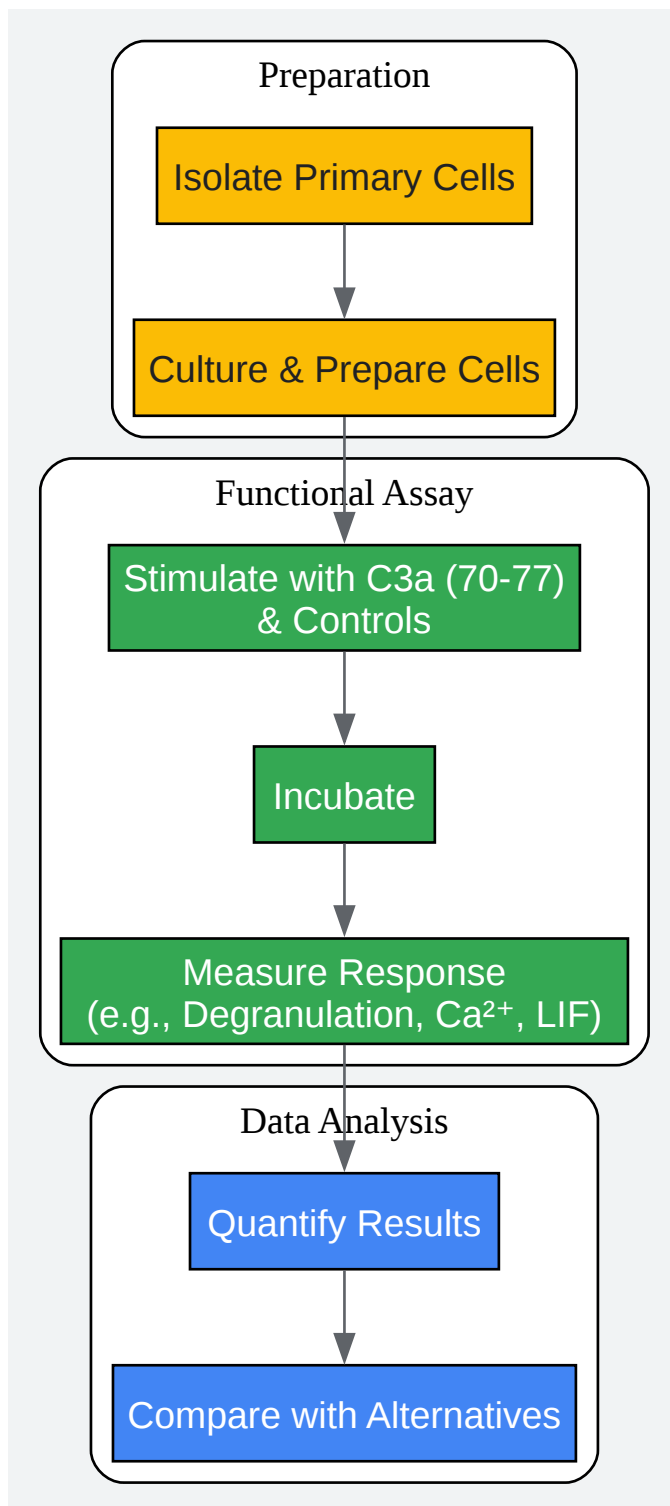 Preparation
Isolate Primary Cells
Culture & Prepare Cells
Functional Assay
Stimulate with C3a (70-77)
& Controls
Incubate
Measure Response
(e.g., Degranulation, Ca²⁺, LIF)
Data Analysis
Quantify Results
Compare with Alternatives